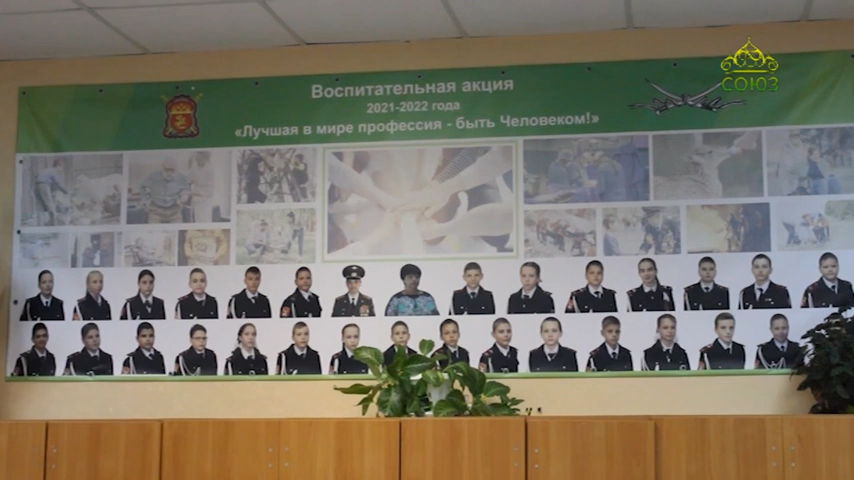 Воспитательная акция
2021-2022 года
«Лучшая в мире профессия - быть Человеком!»
СОЮЗ